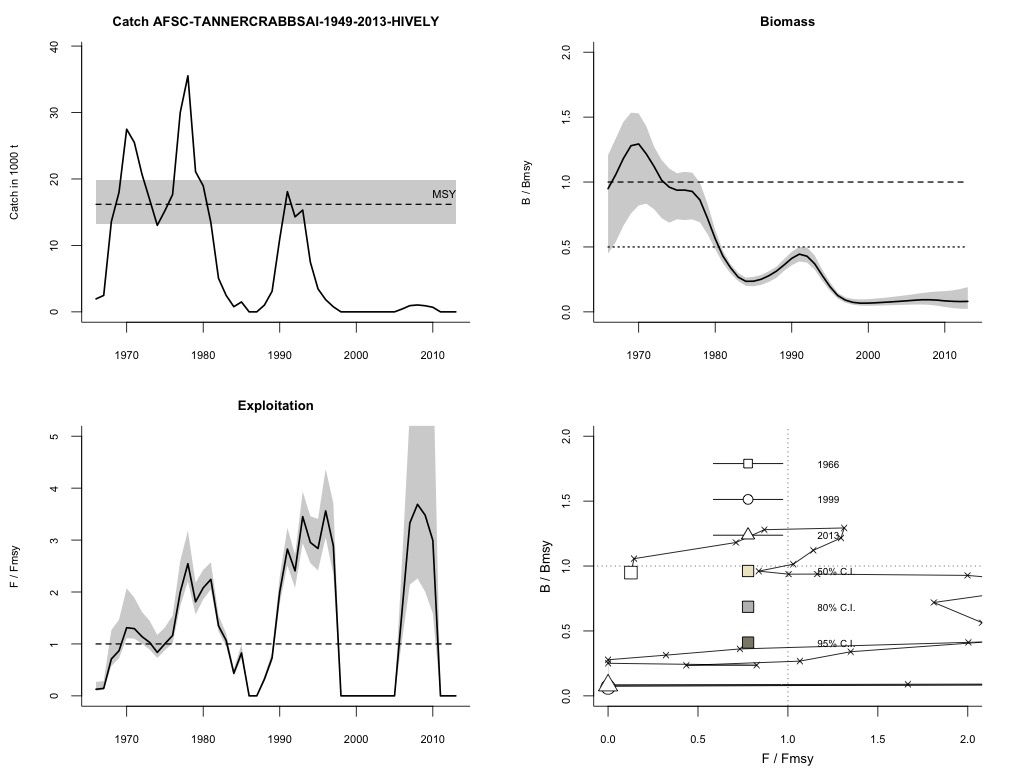 Catch AFSC-TANNERCRABBSAI-1949-2013-HIVELY
Catch in 1000 t
40
30
20
10
0
MSY
1970 1980 1990 2000 2010
Biomass
B / Bmsy
2.0
1.5
1.0
0.5
0.0
1970 1980 1990 2000 2010
Exploitation
F / Fmsy
5
4
3
2
1
0
1970 1980 1990 2000 2010
B / Bmsy
2.0
1.5
1.0
0.5
0.0
1966
1999
2013
50% C.I.
80% C.I.
95% C.I.
0.0 0.5 1.0 1.5 2.0
F / Fmsy